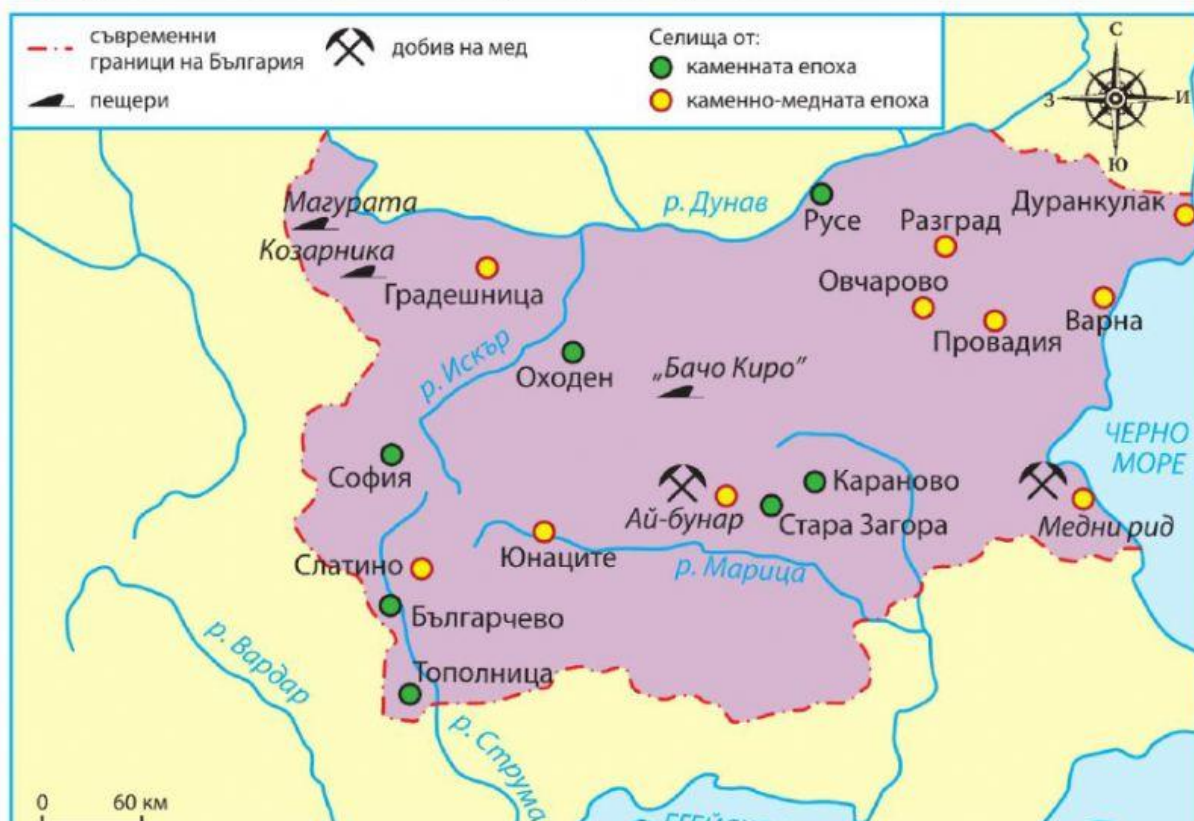 съвременни
граници на България
пещери
добив на мед
Селища от:
каменната епоха
каменно-медната епоха
С
З
И
Ю
Магурата
Козарника
Градешница
р. Дунав
Русе
Разград
Дуранкулак
Овчарово
Провадия
Варна
р. Искър
Оходен
„Бачо Киро”
ЧЕРНО
МОРЕ
София
Караново
Ай-бунар
Стара Загора
Медни рид
Юнаците
р. Марица
Слатино
Българчево
р. Вардар
Тополница
р. Струма
0 60 км